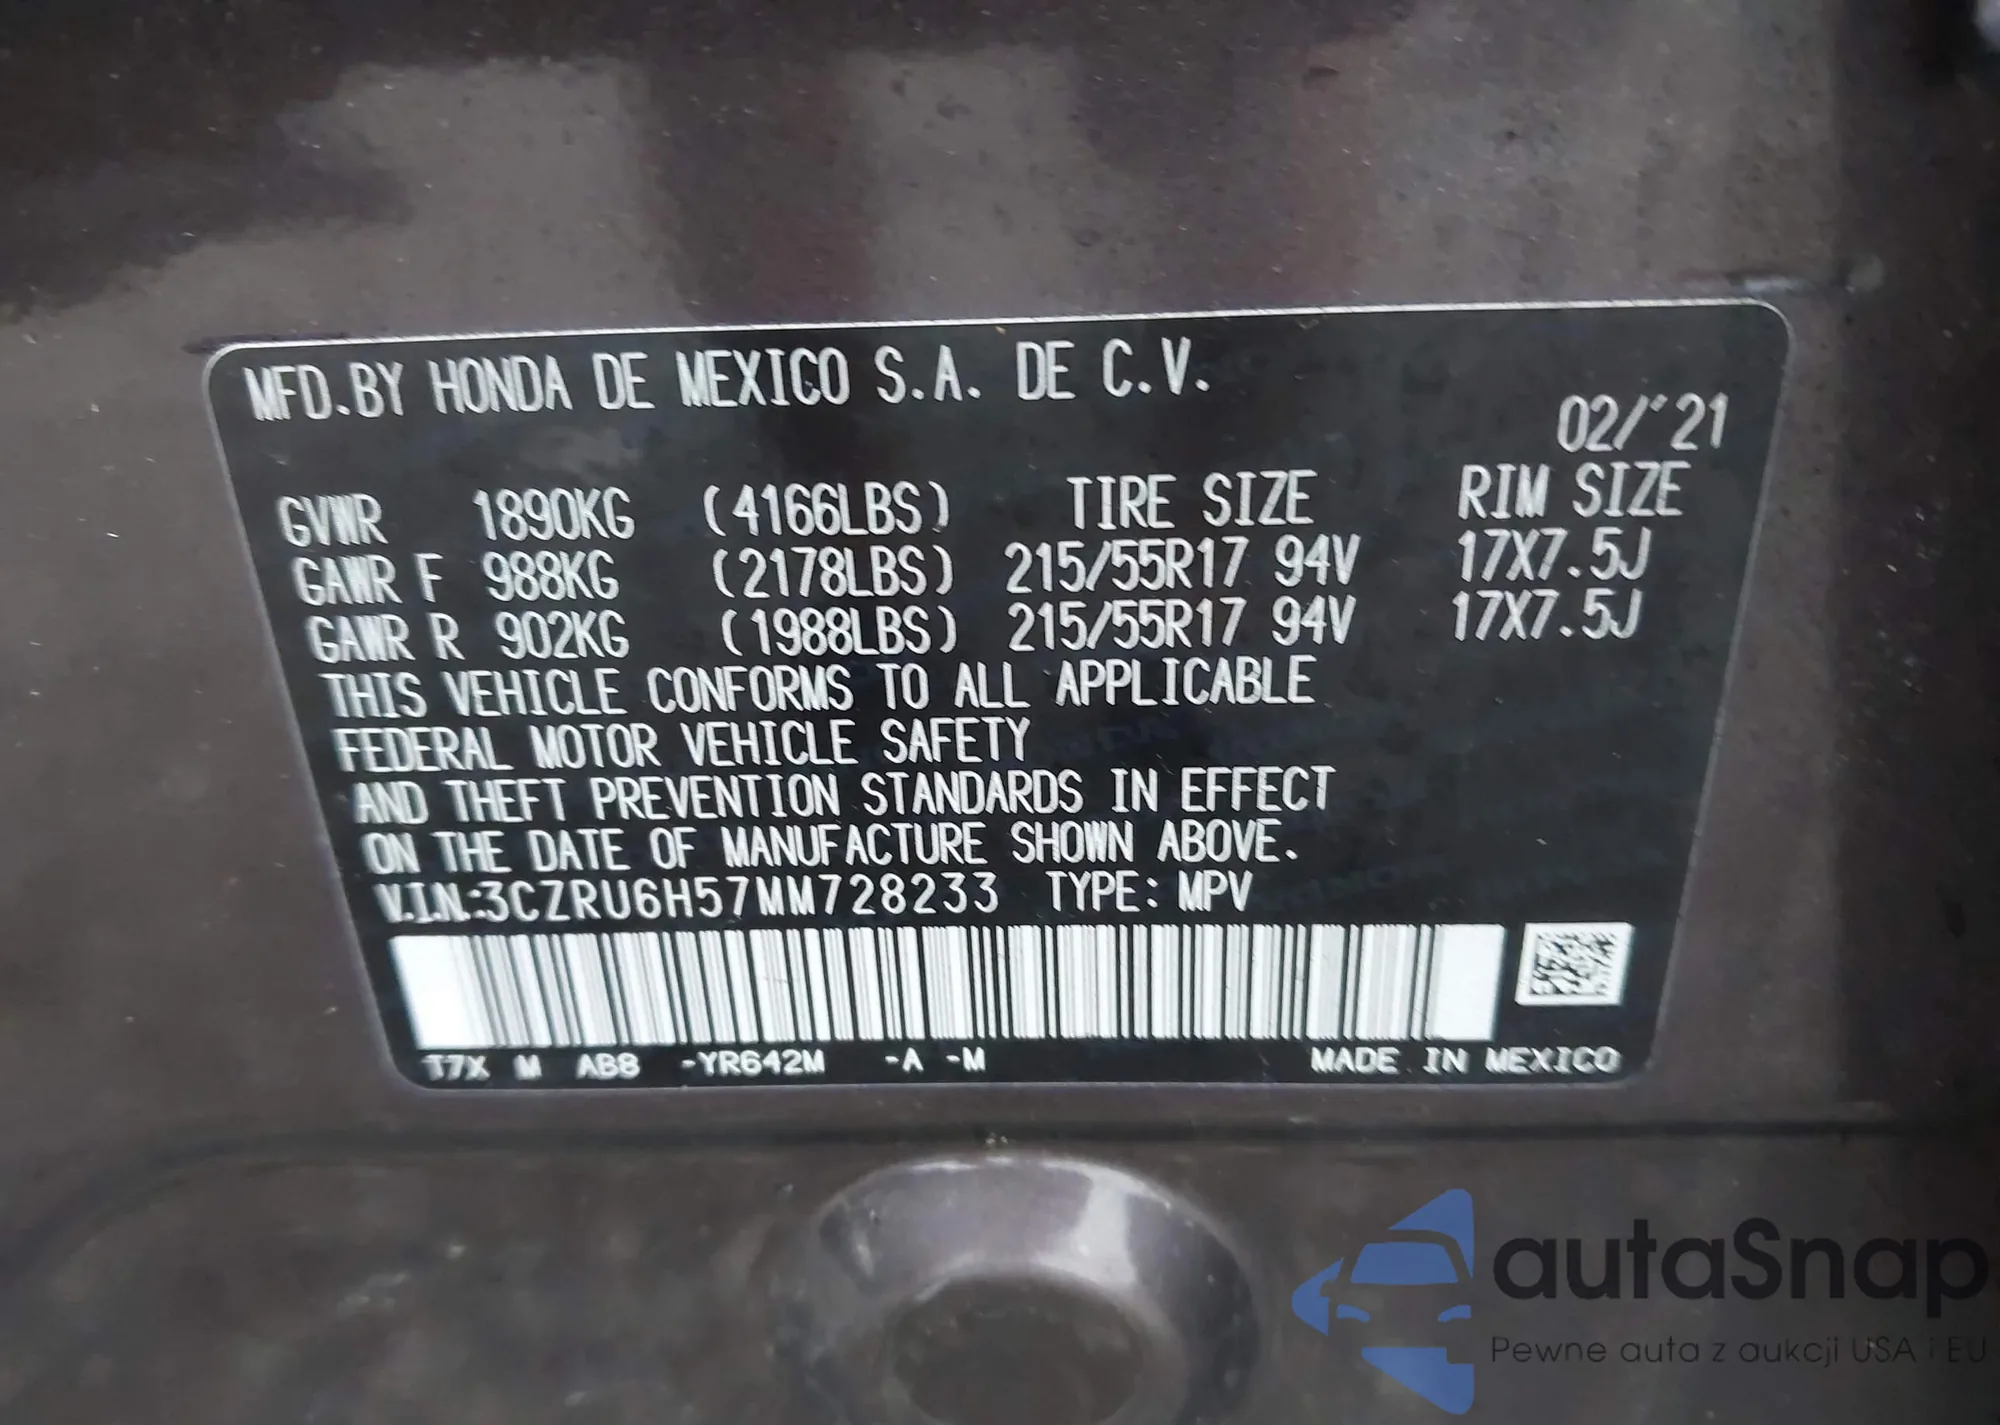 MFD.BY HONDA DE MEXICO S.A. DE C.V.
02/'21
GVWR 1890KG (4166LBS) TIRE SIZE RIM SIZE
GAWR F 988KG (2178LBS) 215/55R17 94V 17X7.5J
GAWR R 902KG (1988LBS) 215/55R17 94V 17X7.5J
THIS VEHICLE CONFORMS TO ALL APPLICABLE
FEDERAL MOTOR VEHICLE SAFETY
AND THEFT PREVENTION STANDARDS IN EFFECT
ON THE DATE OF MANUFACTURE SHOWN ABOVE.
V.I.N.:3CZRU6H57MM728233 TYPE: MPV
T7X M AB8 -YR642M -A -M MADE IN MEXICO
autaSnap
Pewne auta z aukcji USA i EU